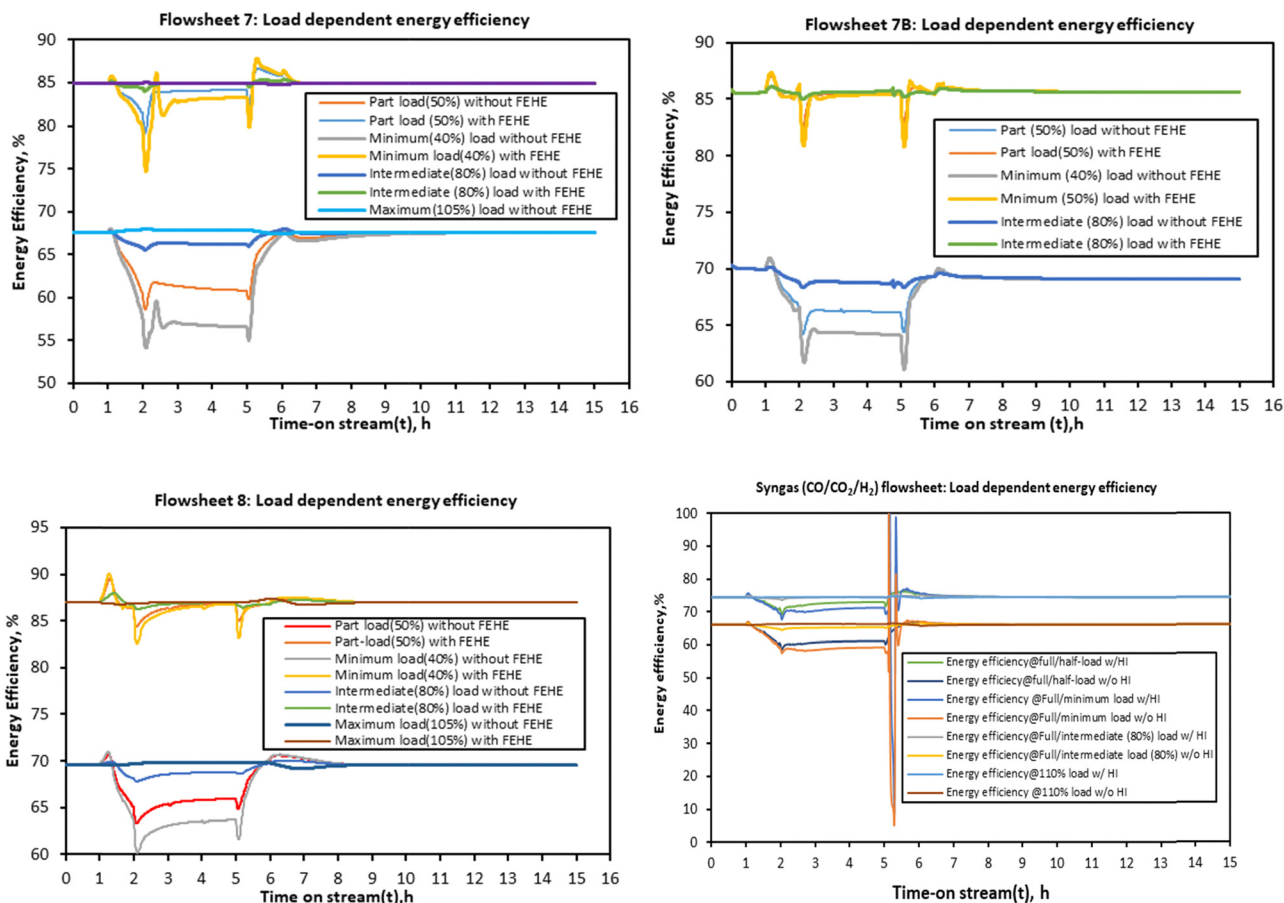 Flowsheet 7: Load dependent energy efficiency
90
85
80
75
70
65
60
55
50
Energy Efficiency, %
Part load(50%) without FEHE
Part load (50%) with FEHE
Minimum(40%) load without FEHE
Minimum load(40%) with FEHE
Intermediate(80%) load without FEHE
Intermediate (80%) load with FEHE
Maximum(105%) load without FEHE
0 1 2 3 4 5 6 7 8 9 10 11 12 13 14 15 16
Time-on stream(t), h
Flowsheet 7B: Load dependent energy efficiency
90
85
80
75
70
65
60
Energy Efficiency, %
Part (50%) load without FEHE
Part load(50%) with FEHE
Minimum (40%) load without FEHE
Mnimum (50%) load with FEHE
Intermediate (80%) load without FEHE
Intermediate (80%) load with FEHE
0 1 2 3 4 5 6 7 8 9 10 11 12 13 14 15 16
Time on stream (t),h
Flowsheet 8: Load dependent energy efficiency
95
90
85
80
75
70
65
60
Energy Efficiency, %
Part load(50%) without FEHE
Part-load(50%) with FEHE
Minimum load(40%) without FEHE
Minimum load(40%) with FEHE
Intermediate(80%) load without FEHE
Intermediate(80%) load with FEHE
Maximum load(105%) without FEHE
Maximum load(105%) with FEHE
0 1 2 3 4 5 6 7 8 9 10 11 12 13 14 15 16
Time on stream(t),h
Syngas (CO/CO₂/H₂) flowsheet: Load dependent energy efficiency
100
90
80
70
60
50
40
30
20
10
0
Energy efficiency,%
Energy efficiency@full/half-load w/HI
Energy efficiecy@full/half-load w/o HI
Energy efficiency @Full/minimum load w/HI
Energy efficiency@Full/minimum load w/o HI
Energy efficiency@Full/intermediate (80%) load w/ HI
Energy efficiency@Full/intermediate load (80%) w/o HI
Energy efficiency@110% load w/ HI
Energy efficiency @110% load w/o HI
0 1 2 3 4 5 6 7 8 9 10 11 12 13 14 15
Time-on stream(t), h